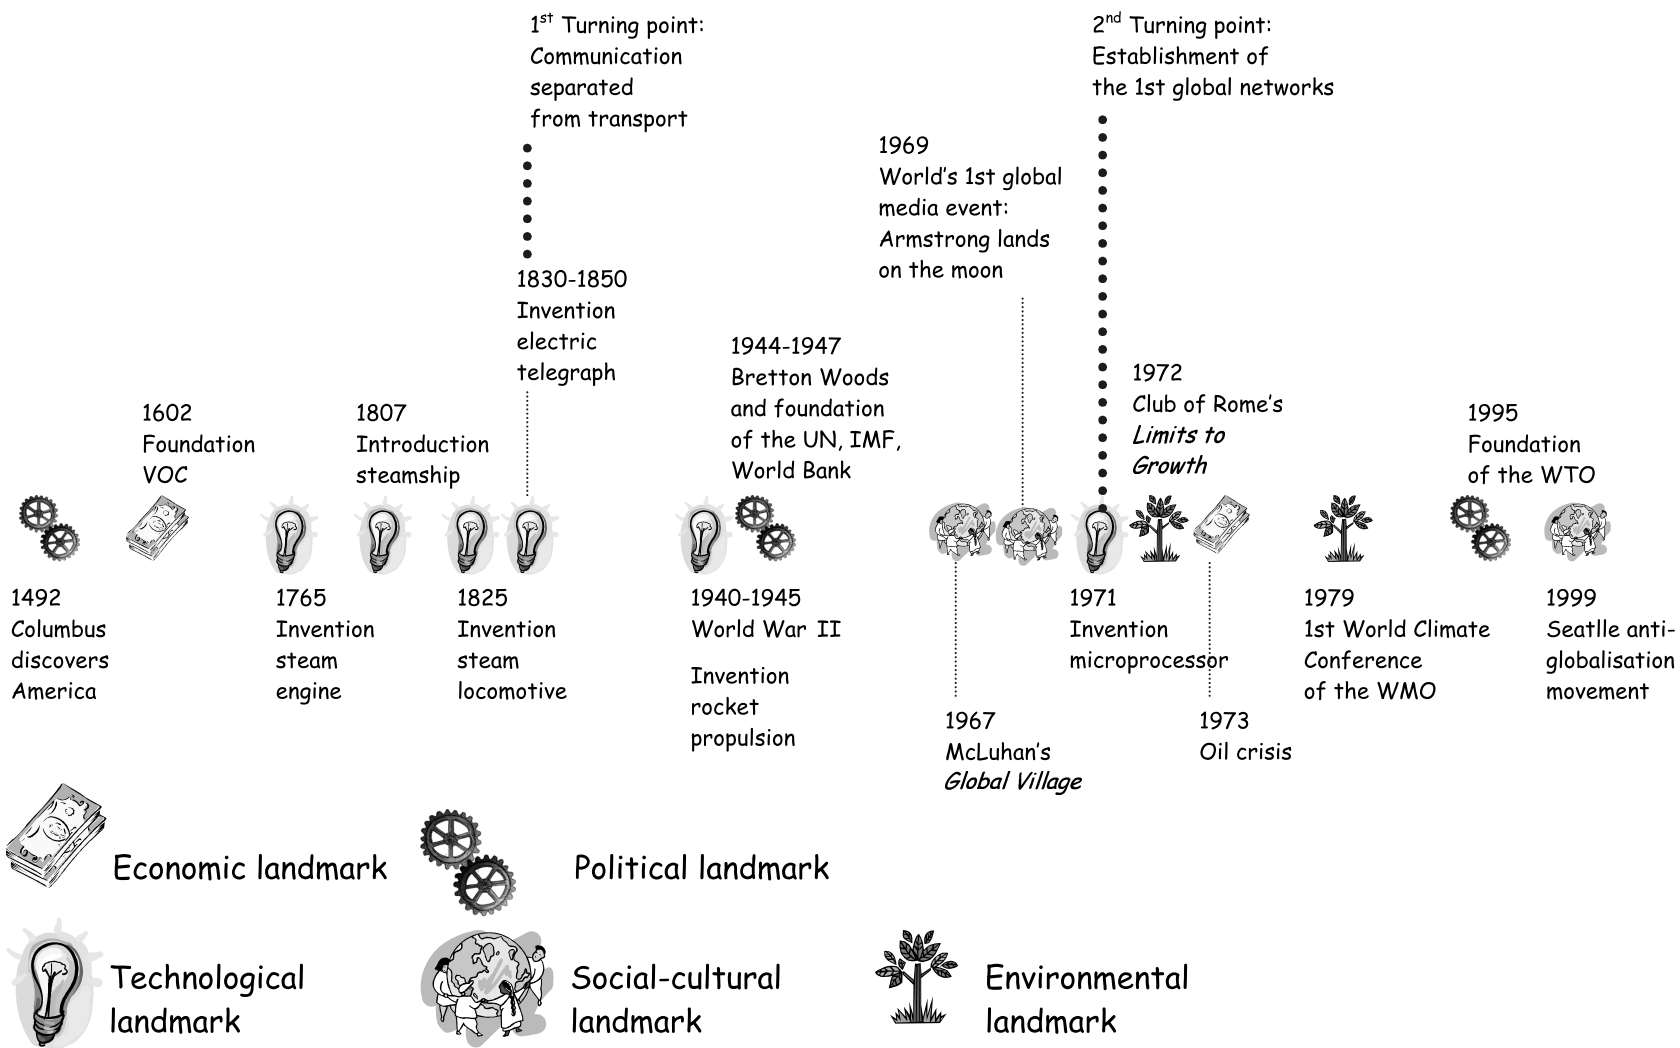 1st Turning point:
Communication
separated
from transport
2nd Turning point:
Establishment of
the 1st global networks
1969
World's 1st global
media event:
Armstrong lands
on the moon
1830-1850
Invention
electric
telegraph
1944-1947
Bretton Woods
and foundation
of the UN, IMF,
World Bank
1972
Club of Rome's
Limits to
Growth
1602
Foundation
VOC
1807
Introduction
steamship
1995
Foundation
of the WTO
1492
Columbus
discovers
America
1765
Invention
steam
engine
1825
Invention
steam
locomotive
1940-1945
World War II
Invention
rocket
propulsion
1971
Invention
microprocessor
1979
1st World Climate
Conference
of the WMO
1999
Seatlle anti-
globalisation
movement
1967
McLuhan's
Global Village
1973
Oil crisis
Economic landmark
Political landmark
Technological
landmark
Social-cultural
landmark
Environmental
landmark